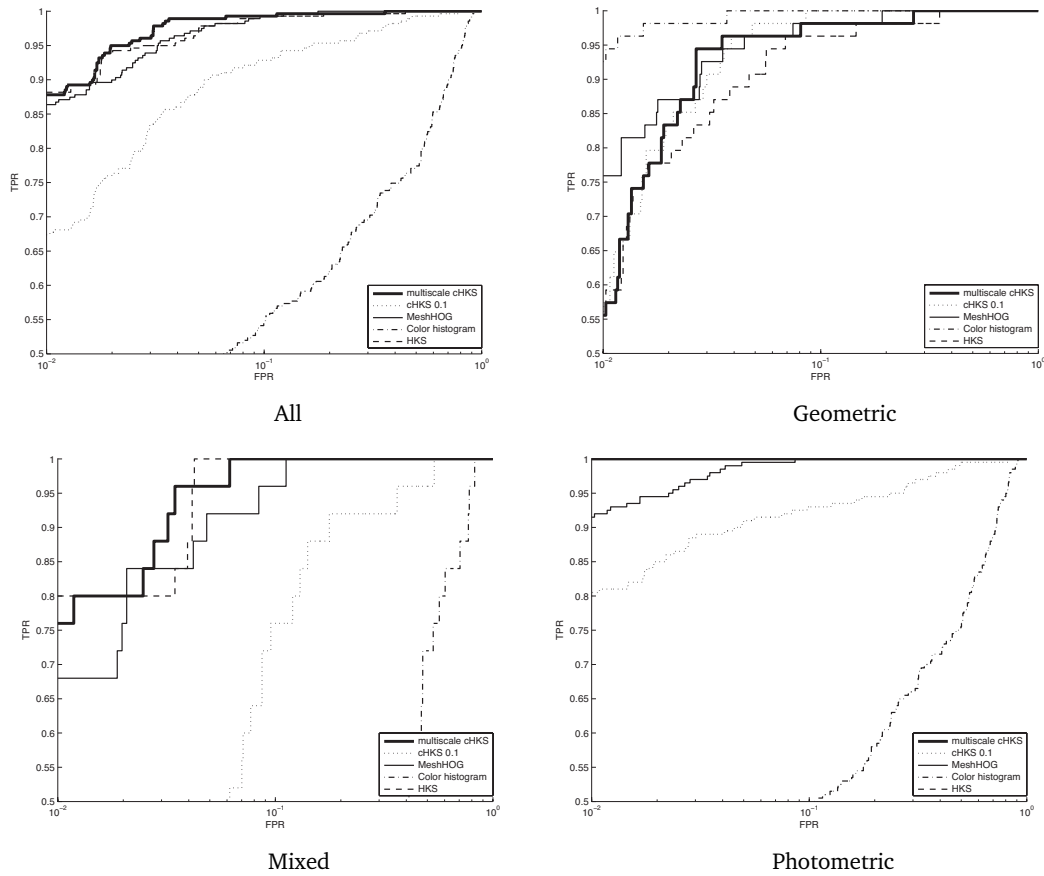 1
0.95
0.9
0.85
0.8
0.75
0.7
0.65
0.6
0.55
0.5
TPR
10⁻²
10⁻¹
10⁰
FPR
multiscale cHKS
cHKS 0.1
MeshHOG
Color histogram
HKS
All
1
0.95
0.9
0.85
0.8
0.75
0.7
0.65
0.6
0.55
0.5
TPR
10⁻²
10⁻¹
10⁰
FPR
multiscale cHKS
cHKS 0.1
MeshHOG
Color histogram
HKS
Geometric
1
0.95
0.9
0.85
0.8
0.75
0.7
0.65
0.6
0.55
0.5
TPR
10⁻²
10⁻¹
10⁰
FPR
multiscale cHKS
cHKS 0.1
MeshHOG
Color histogram
HKS
Mixed
1
0.95
0.9
0.85
0.8
0.75
0.7
0.65
0.6
0.55
0.5
TPR
10⁻²
10⁻¹
10⁰
FPR
multiscale cHKS
cHKS 0.1
MeshHOG
Color histogram
HKS
Photometric